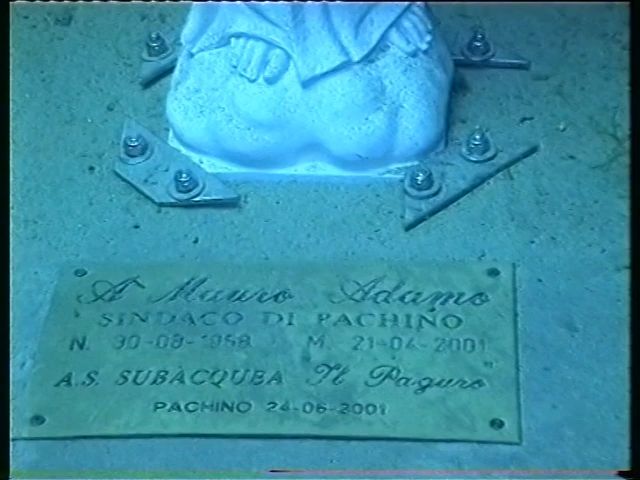 A Mauro Adamo
SINDACO DI PACHINO
N. 30-08-1958 M. 21-04-2001
A.S. SUBACQUEA "Il Paguro"
PACHINO 24-06-2001